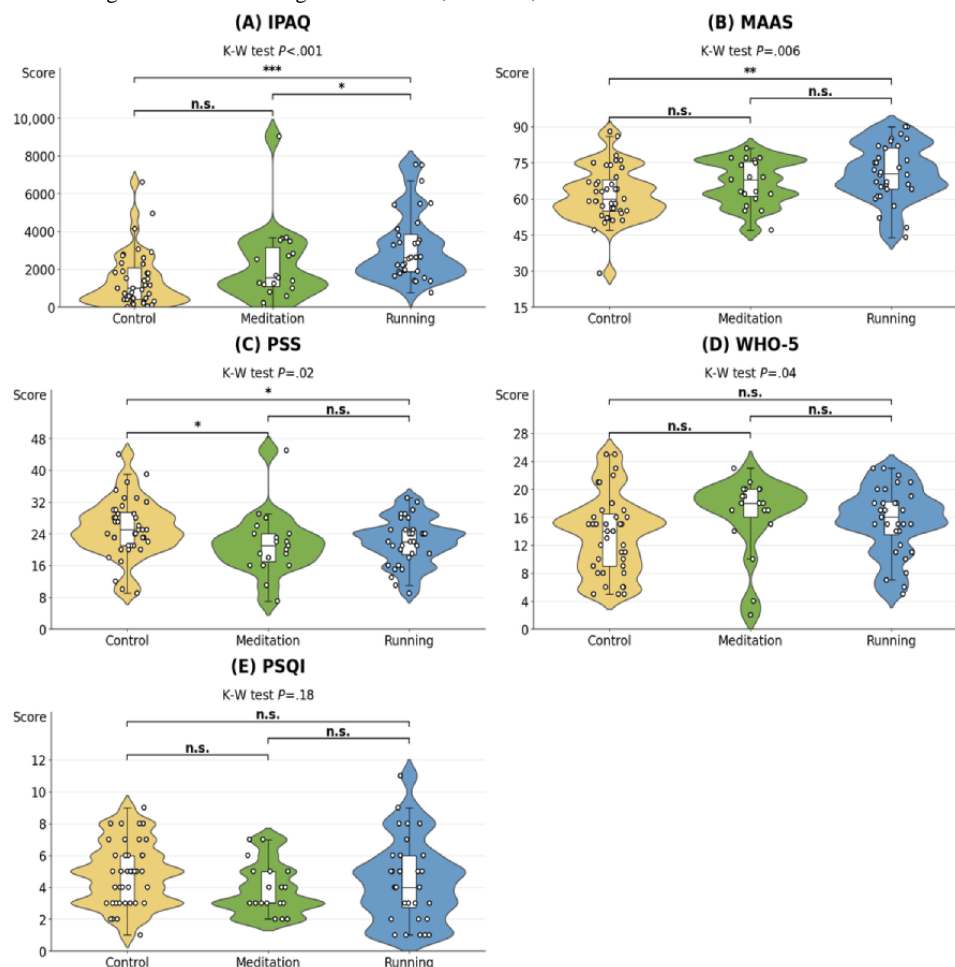 (A) IPAQ
K-W test P<.001
Score
***
*
n.s.
10,000
8000
6000
4000
2000
0
Control Meditation Running
(B) MAAS
K-W test P=.006
Score
**
n.s.
n.s.
90
75
60
45
30
15
Control Meditation Running
(C) PSS
K-W test P=.02
Score
*
n.s.
*
48
40
32
24
16
8
0
Control Meditation Running
(D) WHO-5
K-W test P=.04
Score
n.s.
n.s.
n.s.
28
24
20
16
12
8
4
0
Control Meditation Running
(E) PSQI
K-W test P=.18
Score
n.s.
n.s.
n.s.
12
10
8
6
4
2
0
Control Meditation Running